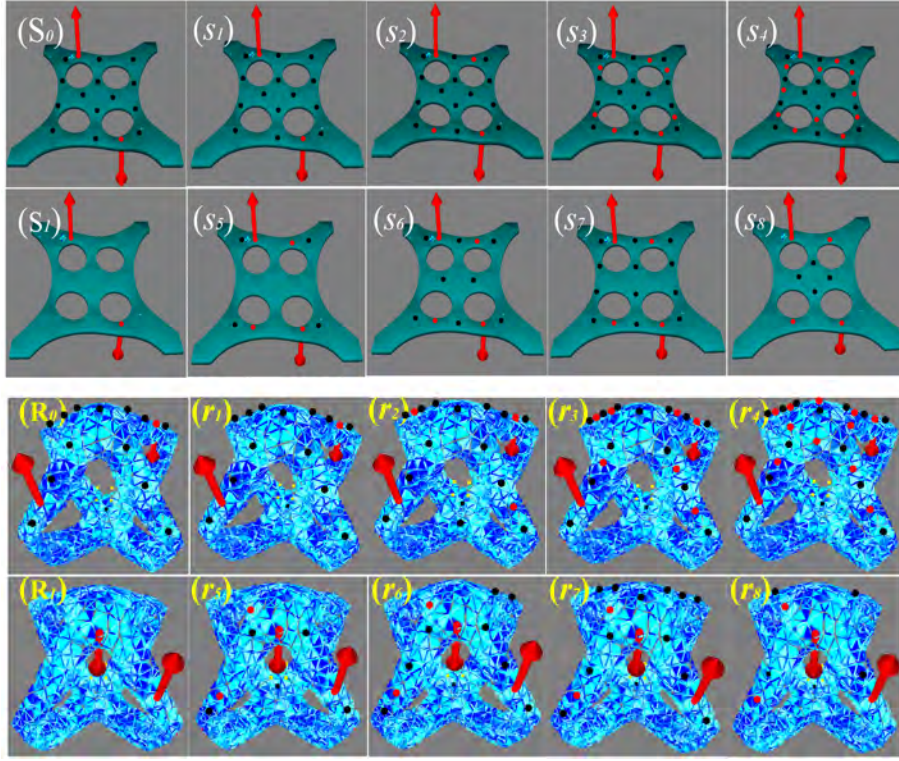 (S₀) (s₁) (s₂) (s₃) (s₄)
(S₁) (s₅) (s₆) (s₇) (s₈)
(R₀) (r₁) (r₂) (r₃) (r₄)
(R₁) (r₅) (r₆) (r₇) (r₈)